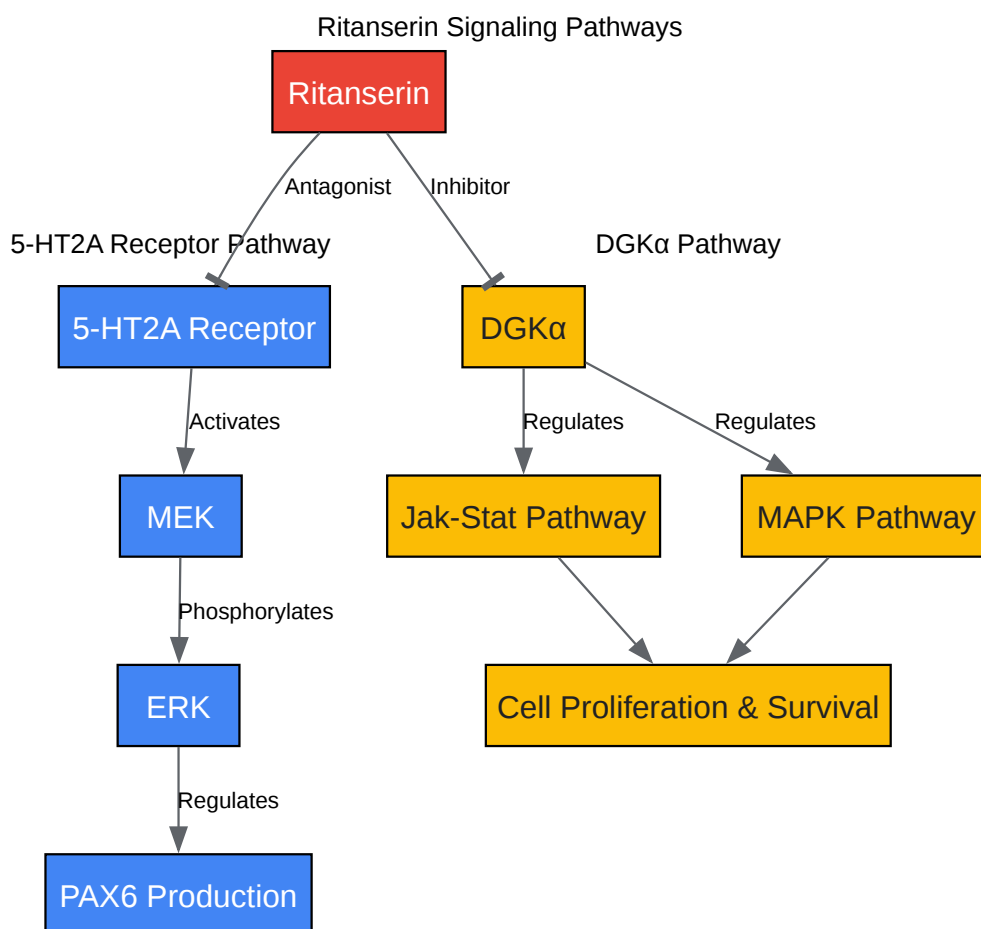 Ritanserin Signaling Pathways
Ritanserin
Antagonist
Inhibitor
5-HT2A Receptor Pathway
DGKα Pathway
5-HT2A Receptor
DGKα
Activates
Regulates
Regulates
MEK
Jak-Stat Pathway
MAPK Pathway
Phosphorylates
ERK
Cell Proliferation & Survival
Regulates
PAX6 Production